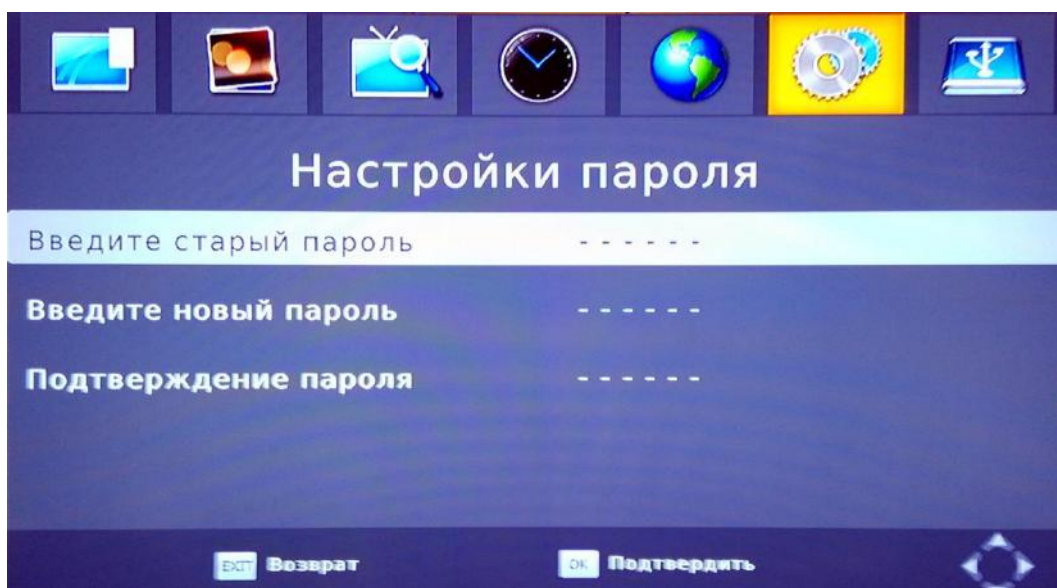 Настройки пароля
Введите старый пароль - - - - - -
Введите новый пароль - - - - - -
Подтверждение пароля - - - - - -
EXIT Возврат OK Подтвердить